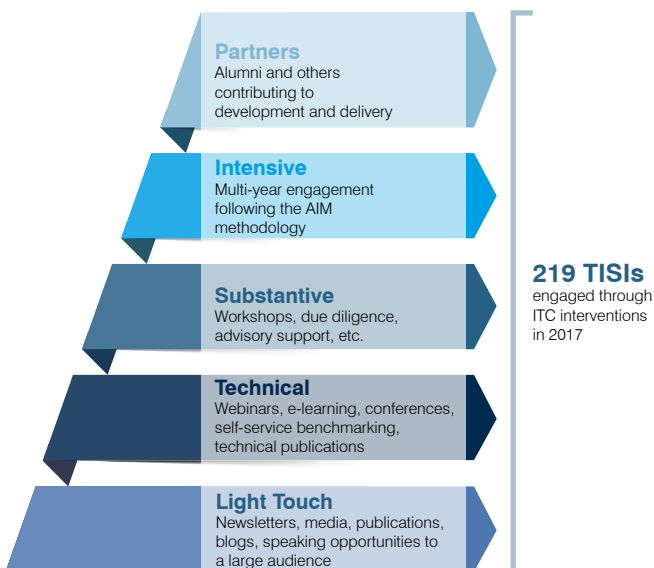 Partners
Alumni and others
contributing to
development and delivery
Intensive
Multi-year engagement
following the AIM
methodology
Substantive
Workshops, due diligence,
advisory support, etc.
Technical
Webinars, e-learning, conferences,
self-service benchmarking,
technical publications
Light Touch
Newsletters, media, publications,
blogs, speaking opportunities to
a large audience
219 TISIs
engaged through
ITC interventions
in 2017